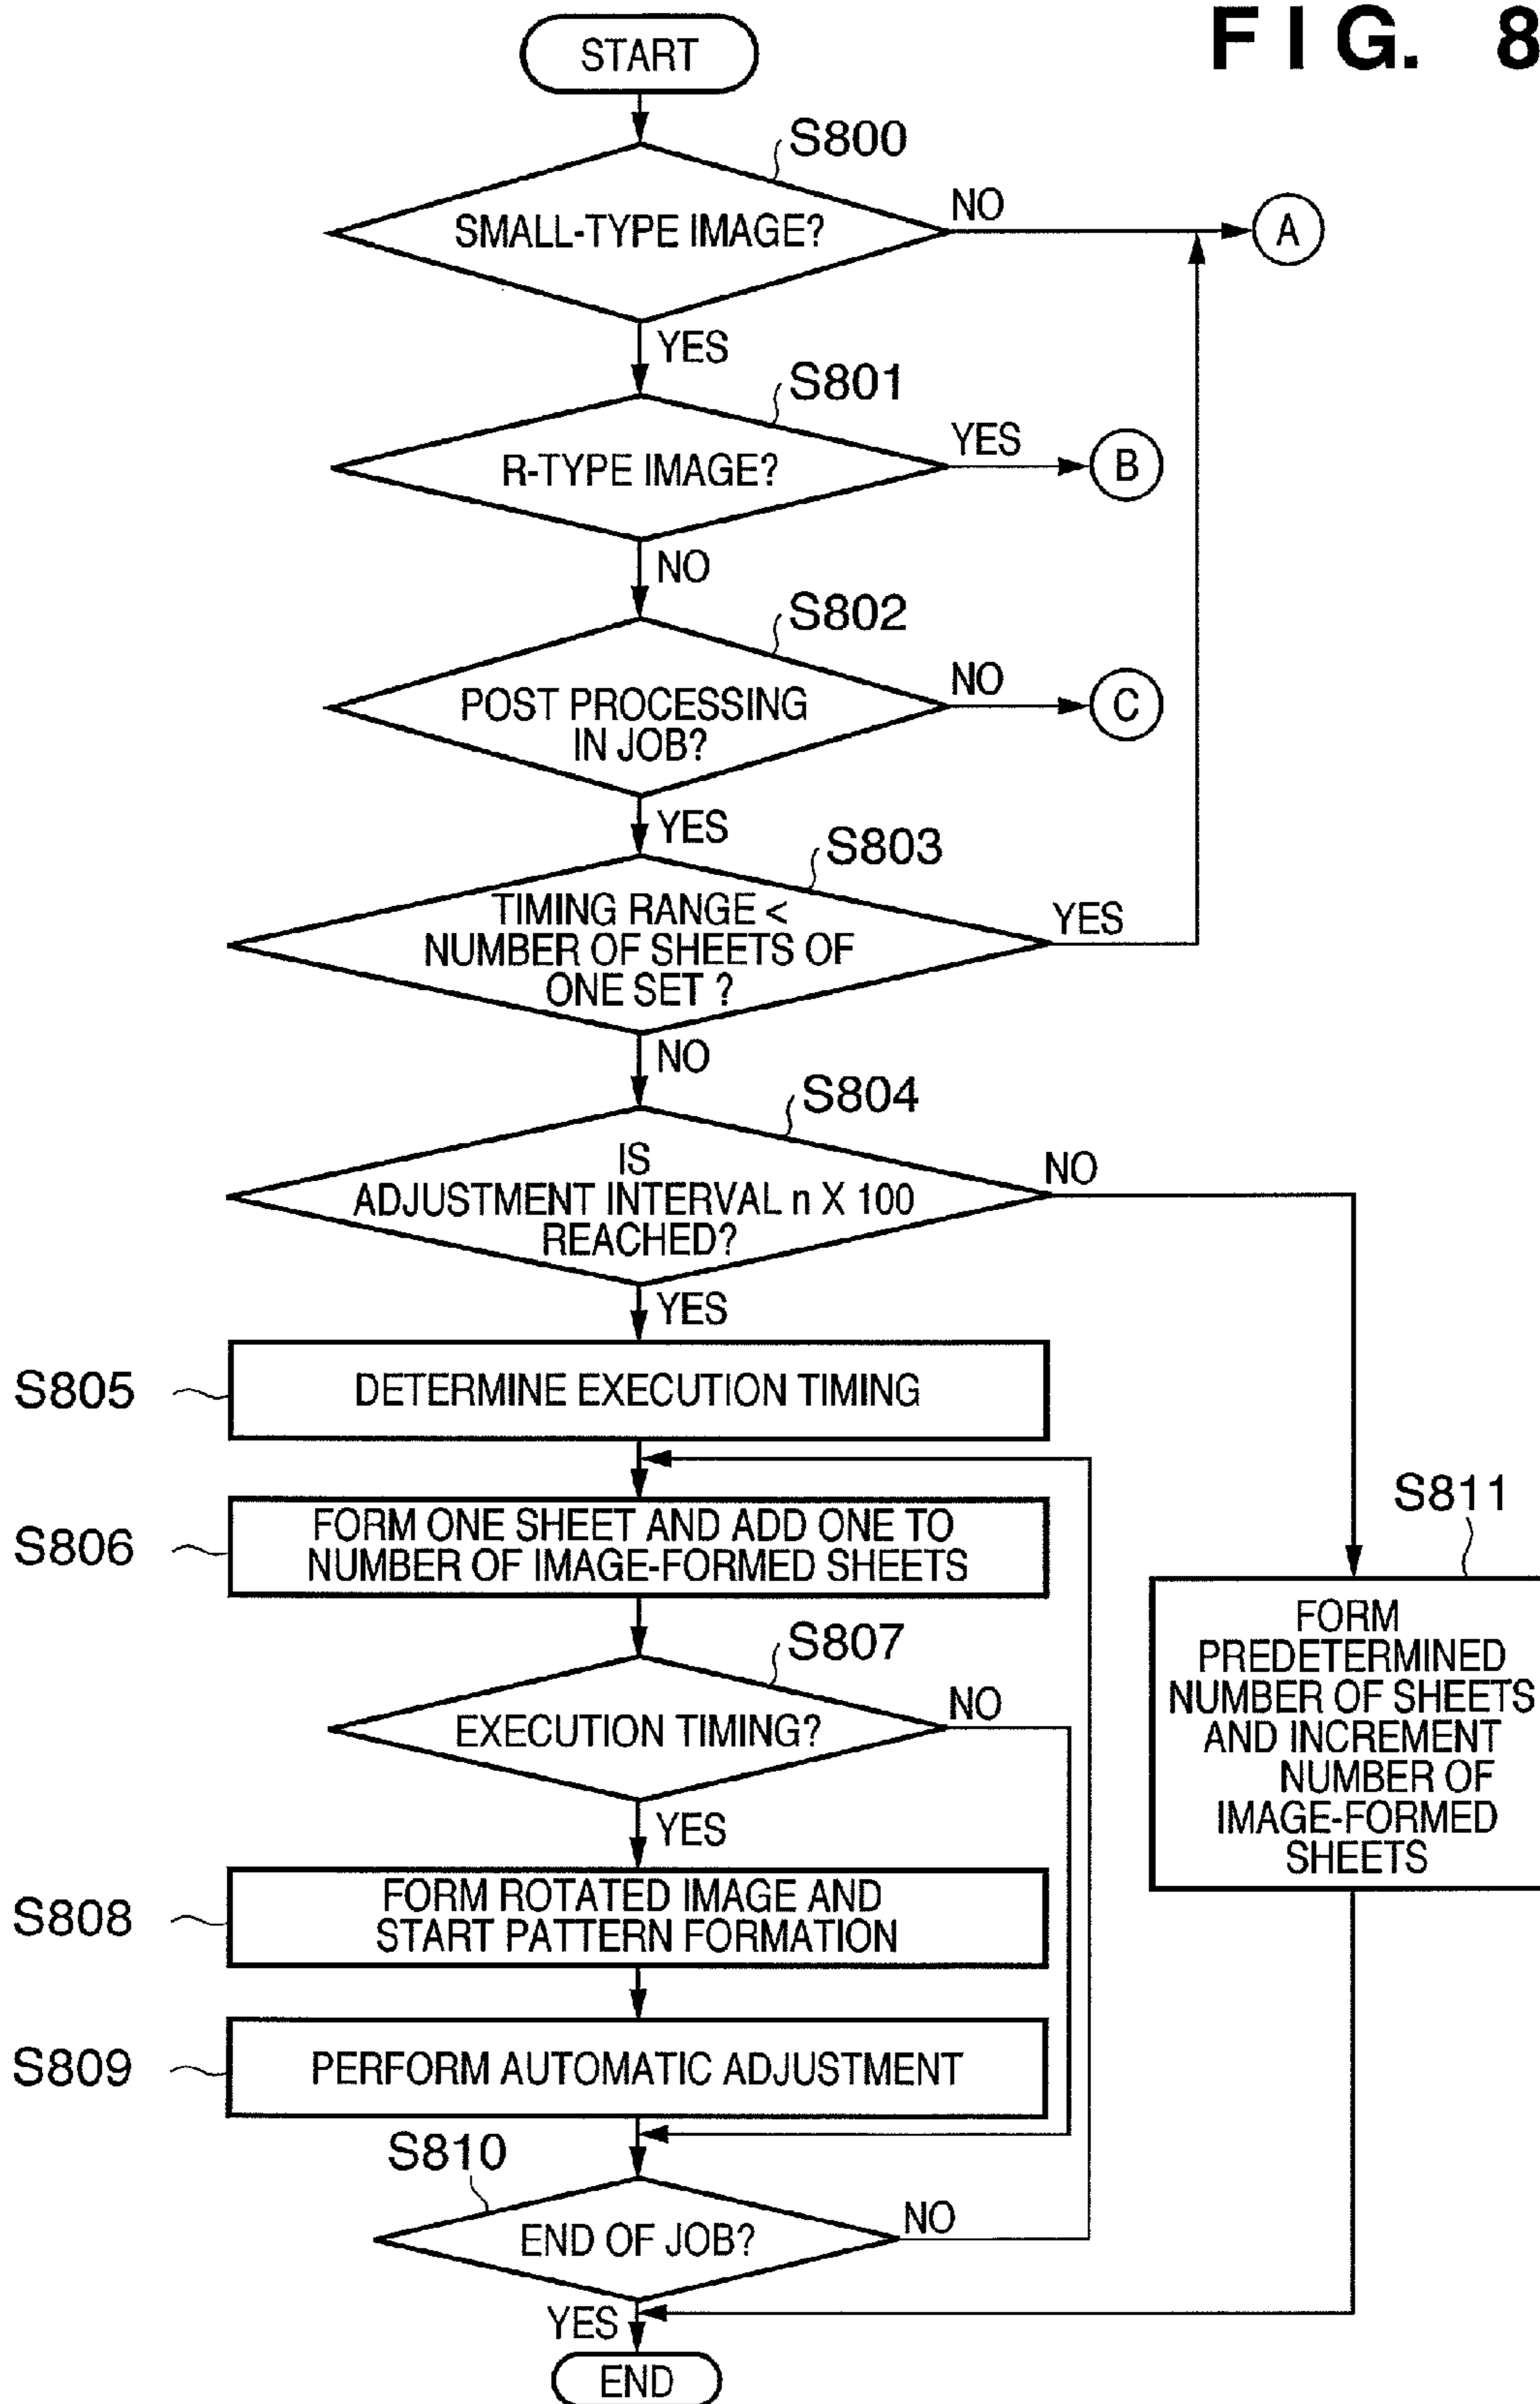 FIG. 8
START
S800
SMALL-TYPE IMAGE?
NO
A
YES
S801
R-TYPE IMAGE?
YES
B
NO
S802
POST PROCESSING
IN JOB?
NO
C
YES
S803
TIMING RANGE <
NUMBER OF SHEETS OF
ONE SET ?
YES
NO
S804
IS
ADJUSTMENT INTERVAL n X 100
REACHED?
NO
YES
S805
DETERMINE EXECUTION TIMING
S806
FORM ONE SHEET AND ADD ONE TO
NUMBER OF IMAGE-FORMED SHEETS
S811
FORM
PREDETERMINED
NUMBER OF SHEETS
AND INCREMENT
NUMBER OF
IMAGE-FORMED
SHEETS
S807
EXECUTION TIMING?
NO
YES
S808
FORM ROTATED IMAGE AND
START PATTERN FORMATION
S809
PERFORM AUTOMATIC ADJUSTMENT
S810
END OF JOB?
NO
YES
END